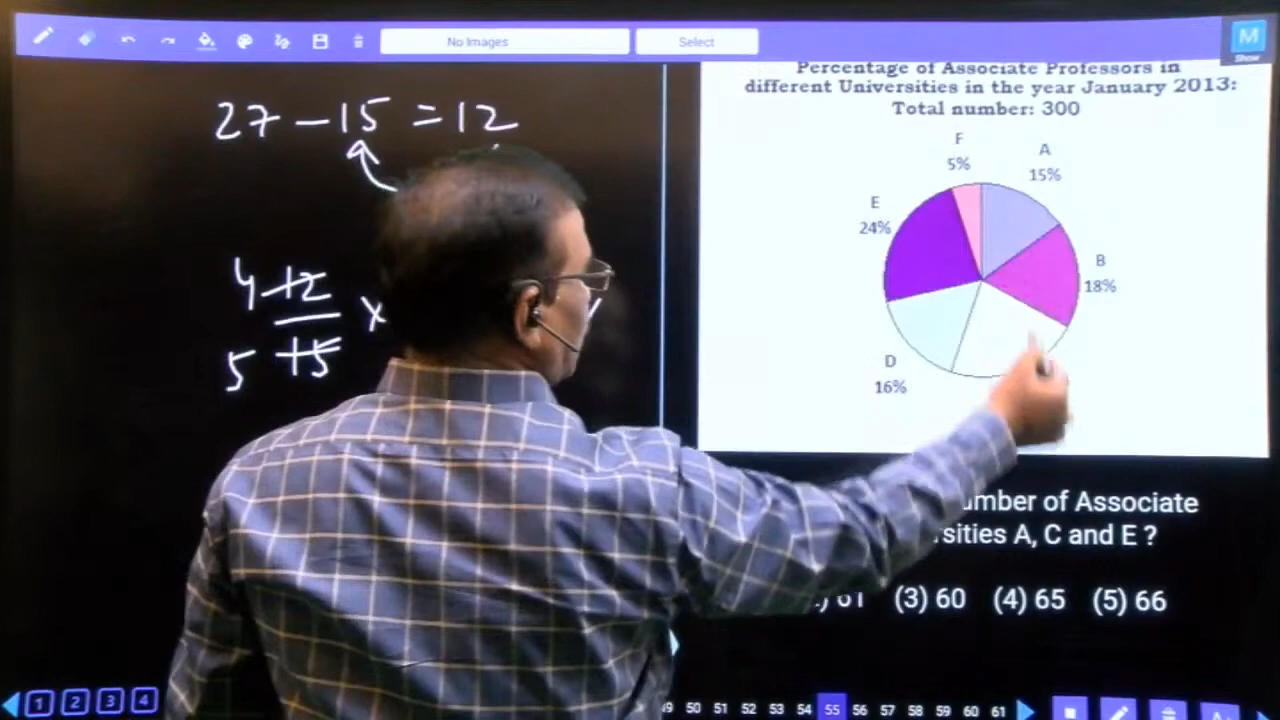 No Images
Select
M
Show
27 - 15 = 12
4 12
5 15
×
Percentage of Associate Professors in
different Universities in the year January 2013:
Total number: 300
F
5%
A
15%
E
24%
B
18%
D
16%
of Associate
A, C and E ?
61 (3) 60 (4) 65 (5) 66
1 2 3 4
50 51 52 53 54 55 56 57 58 59 60 61